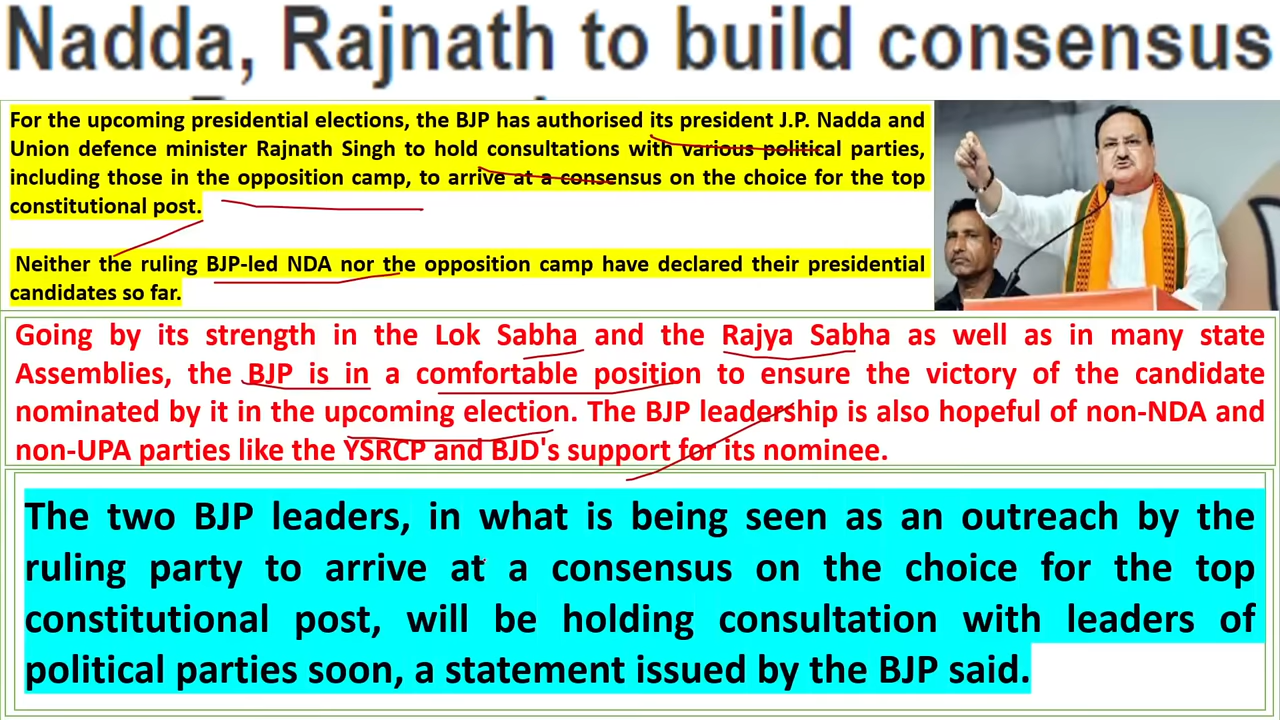 Nadda, Rajnath to build consensus
For the upcoming presidential elections, the BJP has authorised its president J.P. Nadda and
Union defence minister Rajnath Singh to hold consultations with various political parties,
including those in the opposition camp, to arrive at a consensus on the choice for the top
constitutional post.
Neither the ruling BJP-led NDA nor the opposition camp have declared their presidential
candidates so far.
Going by its strength in the Lok Sabha and the Rajya Sabha as well as in many state
Assemblies, the BJP is in a comfortable position to ensure the victory of the candidate
nominated by it in the upcoming election. The BJP leadership is also hopeful of non-NDA and
non-UPA parties like the YSRCP and BJD's support for its nominee.
The two BJP leaders, in what is being seen as an outreach by the
ruling party to arrive at a consensus on the choice for the top
constitutional post, will be holding consultation with leaders of
political parties soon, a statement issued by the BJP said.